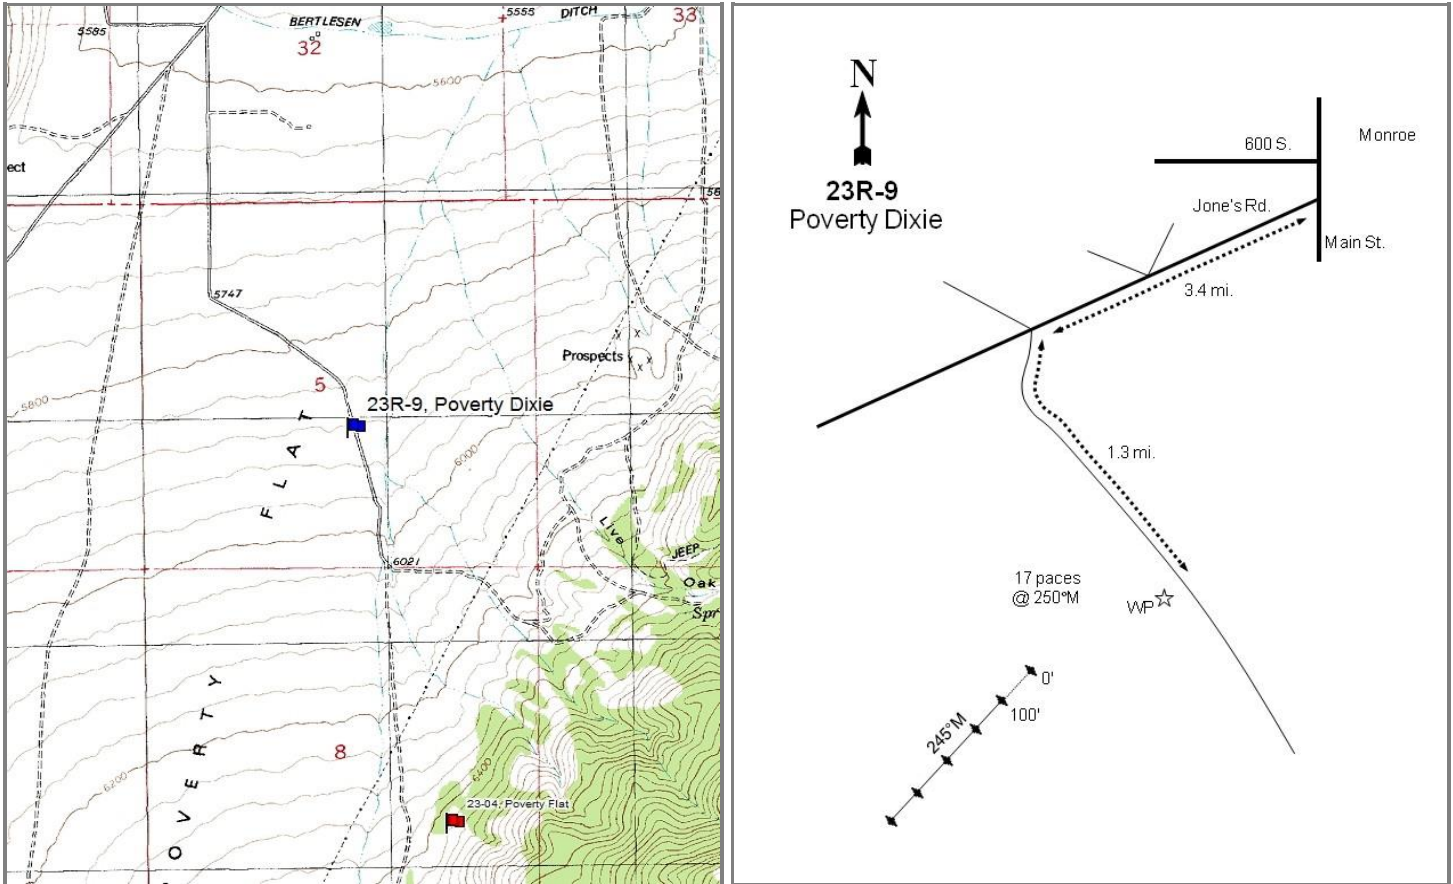 5585
BERTLESEN
32
5555
DITCH
33
5600
ect
56
5747
Prospects
x x
x x
x
5
5800
23R-9, Poverty Dixie
FLAT
6000
Live
JEEP
Oak
Spr
6021
POVERTY
8
6200
6400
23-04, Poverty Flat
N
23R-9
Poverty Dixie
600 S.
Monroe
Jone's Rd.
Main St.
3.4 mi.
1.3 mi.
17 paces
@ 250°M
WP
0'
100'
245°M